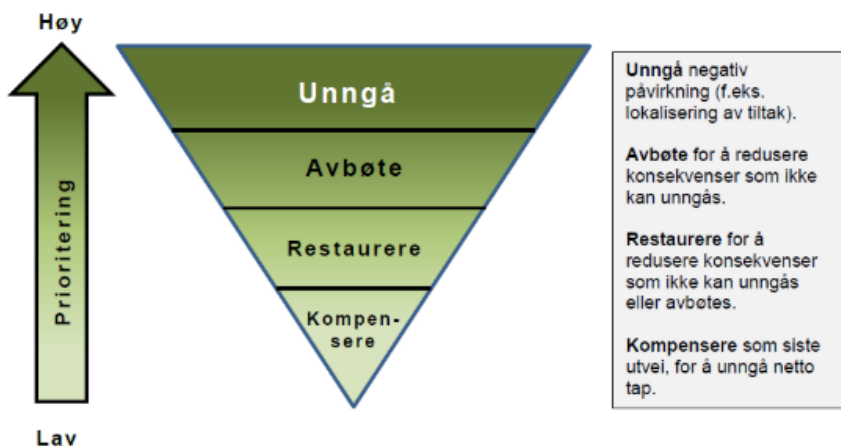 Høy
Prioritering
Lav
Unngå
Avbøte
Restaurere
Kompen-
sere
Unngå negativ
påvirkning (f.eks.
lokalisering av tiltak).
Avbøte for å redusere
konsekvenser som ikke
kan unngås.
Restaurere for å
redusere konsekvenser
som ikke kan unngås
eller avbøtes.
Kompensere som siste
utvei, for å unngå netto
tap.